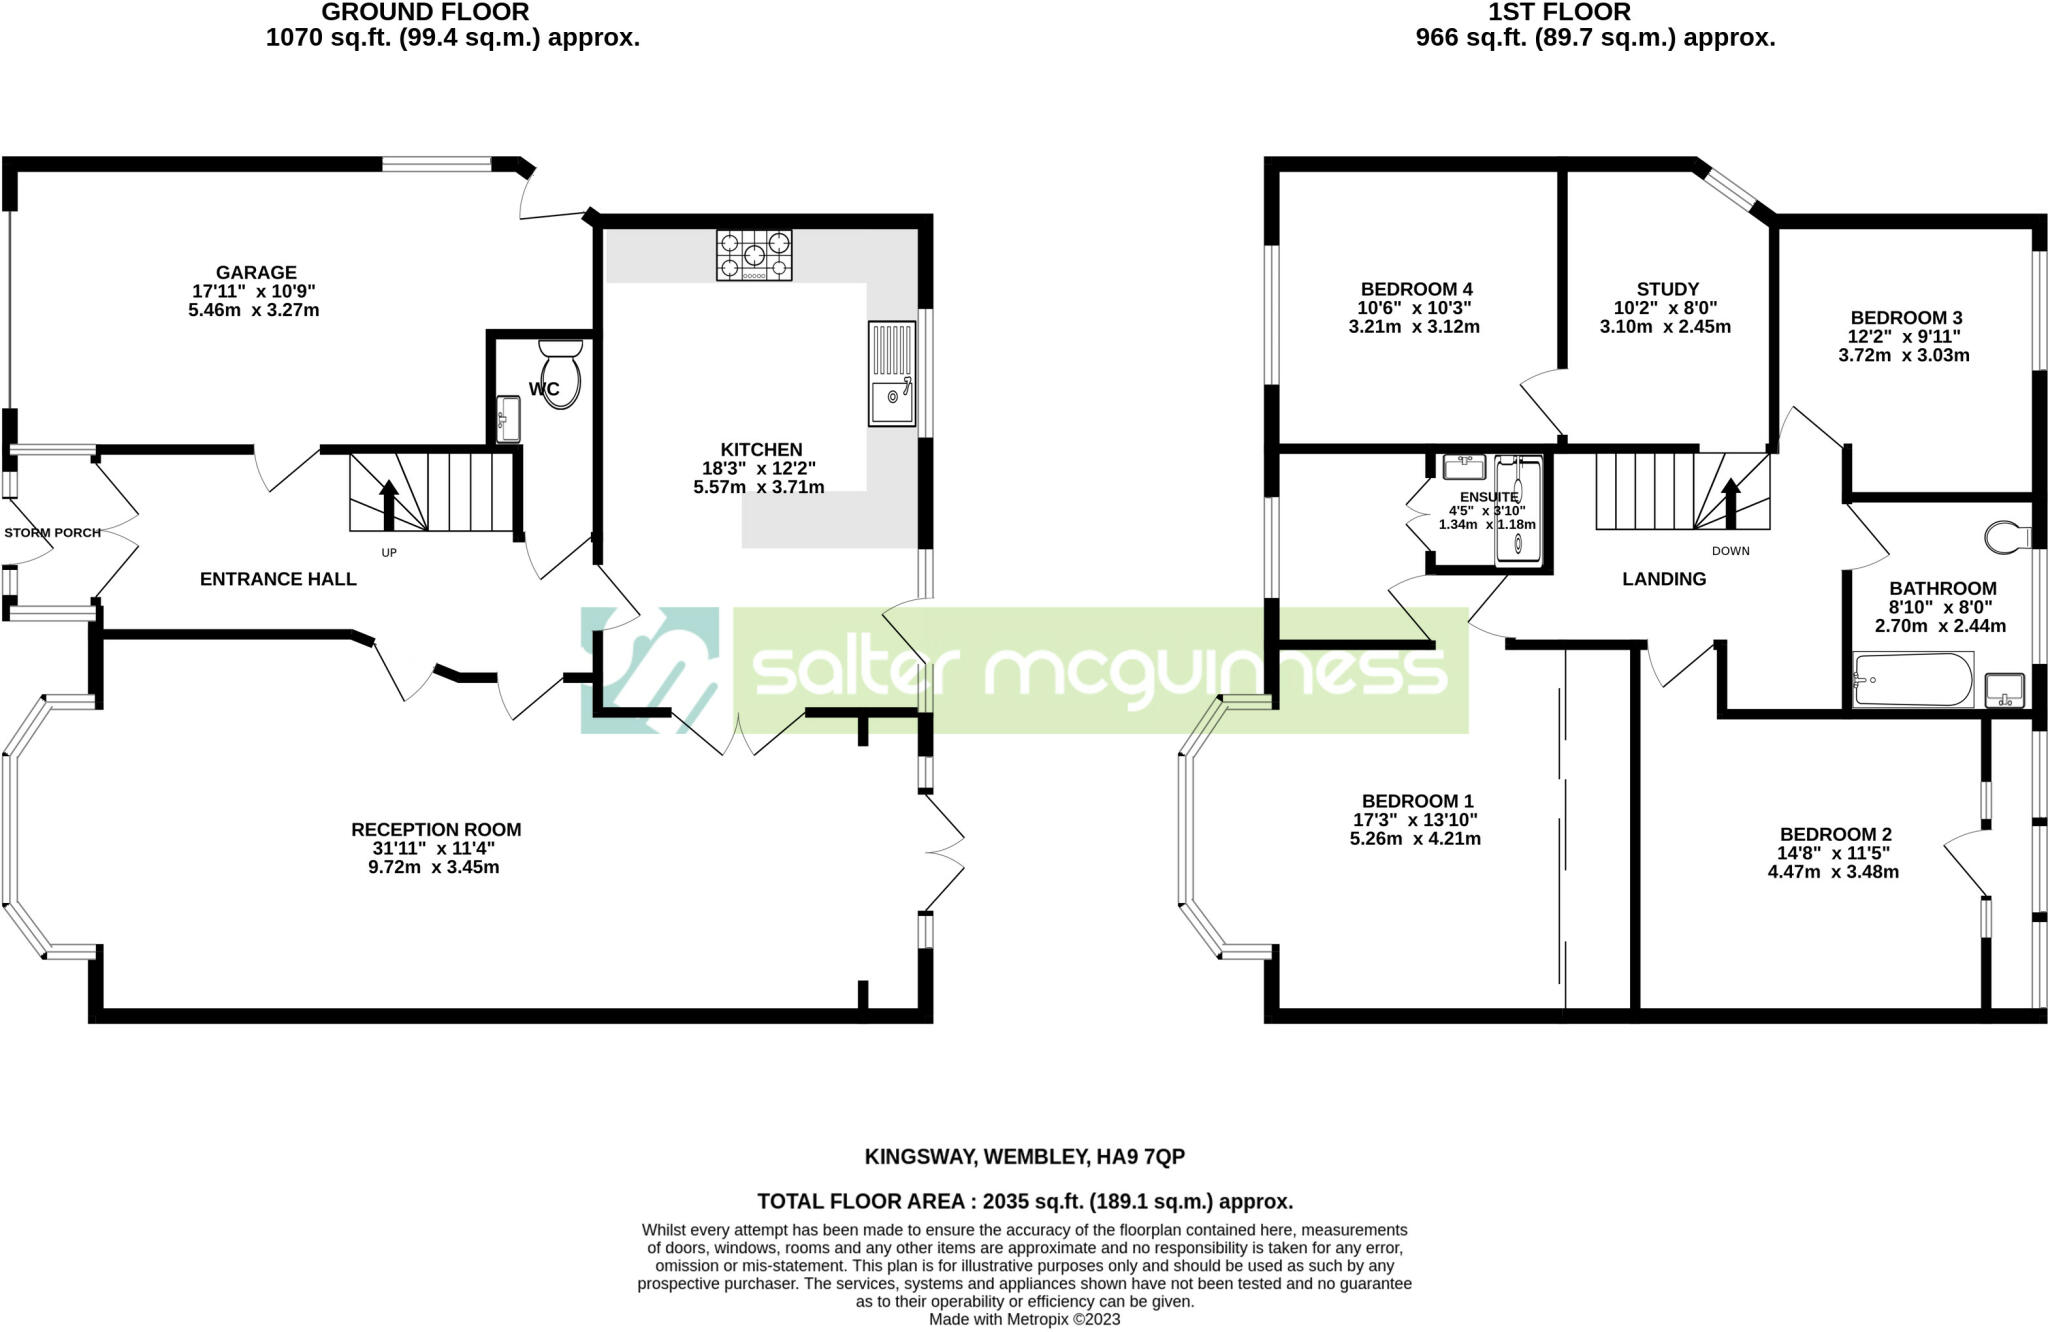 GROUND FLOOR
1070 sq.ft. (99.4 sq.m.) approx.
1ST FLOOR
966 sq.ft. (89.7 sq.m.) approx.
GARAGE
17'11" x 10'9"
5.46m x 3.27m
WC
KITCHEN
18'3" x 12'2"
5.57m x 3.71m
STORM PORCH
UP
ENTRANCE HALL
RECEPTION ROOM
31'11" x 11'4"
9.72m x 3.45m
salter mcguinness
BEDROOM 4
10'6" x 10'3"
3.21m x 3.12m
STUDY
10'2" x 8'0"
3.10m x 2.45m
BEDROOM 3
12'2" x 9'11"
3.72m x 3.03m
ENSUITE
4'5" x 3'10"
1.34m x 1.18m
DOWN
LANDING
BATHROOM
8'10" x 8'0"
2.70m x 2.44m
BEDROOM 1
17'3" x 13'10"
5.26m x 4.21m
BEDROOM 2
14'8" x 11'5"
4.47m x 3.48m
KINGSWAY, WEMBLEY, HA9 7QP
TOTAL FLOOR AREA : 2035 sq.ft. (189.1 sq.m.) approx.
Whilst every attempt has been made to ensure the accuracy of the floorplan contained here, measurements
of doors, windows, rooms and any other items are approximate and no responsibility is taken for any error,
omission or mis-statement. This plan is for illustrative purposes only and should be used as such by any
prospective purchaser. The services, systems and appliances shown have not been tested and no guarantee
as to their operability or efficiency can be given.
Made with Metropix ©2023